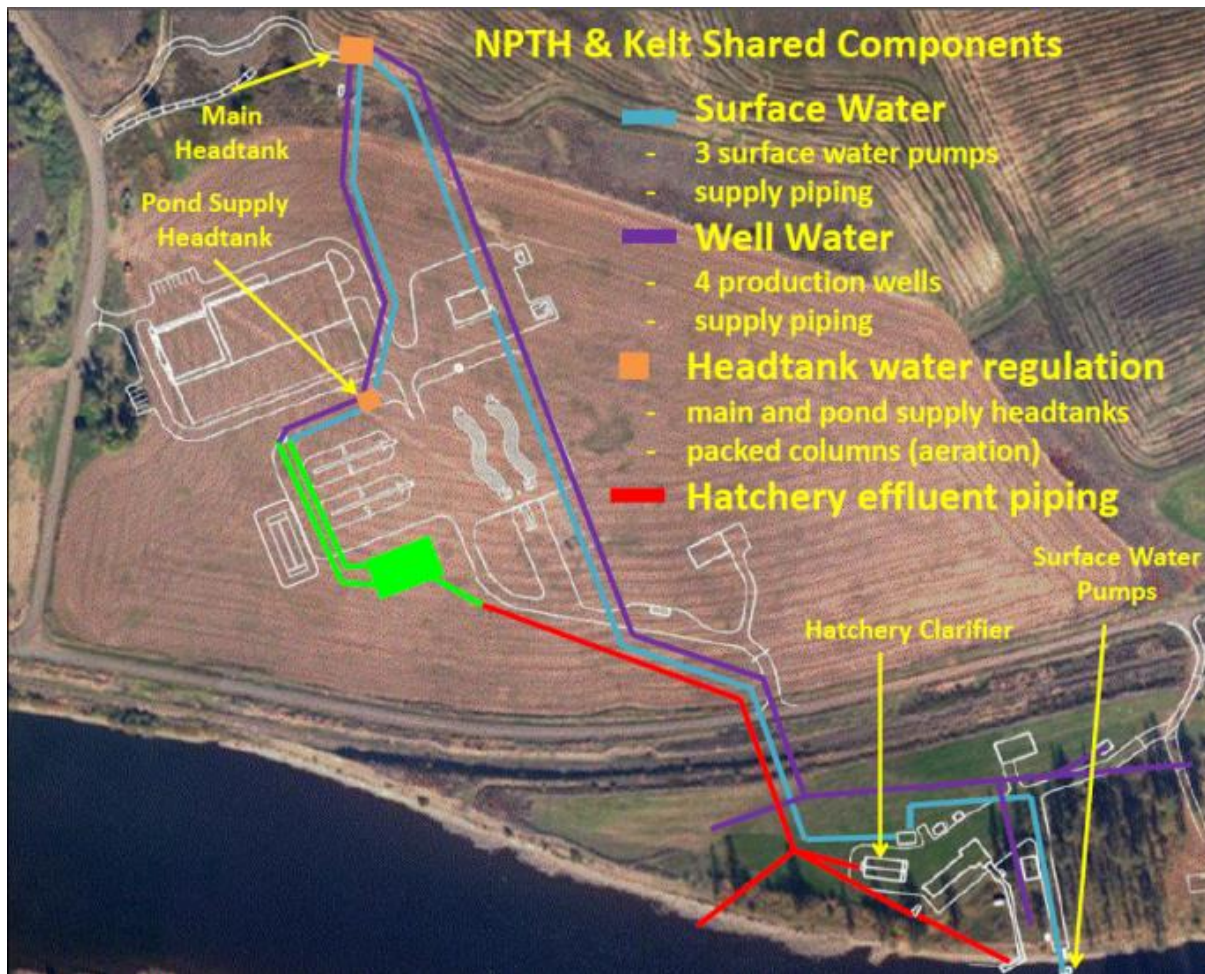 NPTH & Kelt Shared Components
Surface Water
- 3 surface water pumps
- supply piping
Well Water
- 4 production wells
- supply piping
Headtank water regulation
- main and pond supply headtanks
- packed columns (aeration)
Hatchery effluent piping
Main
Headtank
Pond Supply
Headtank
Surface Water
Pumps
Hatchery Clarifier